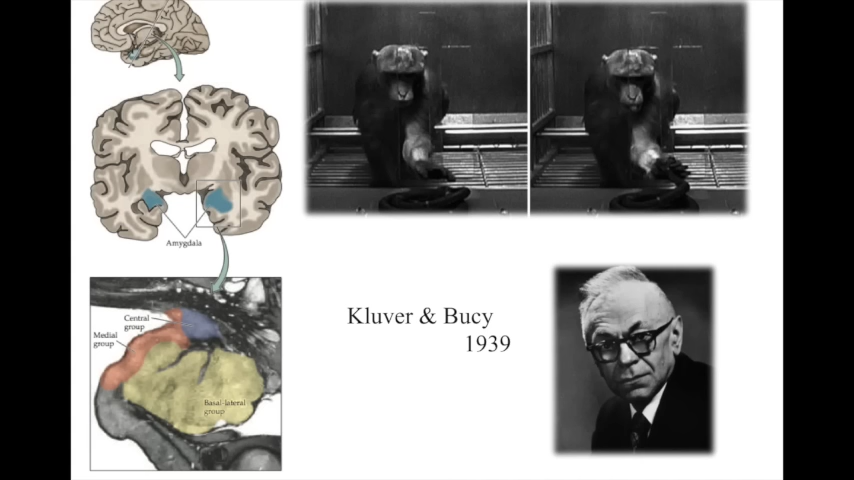 Amygdala
Central
group
Medial
group
Basal-lateral
group
Kluver & Bucy
1939